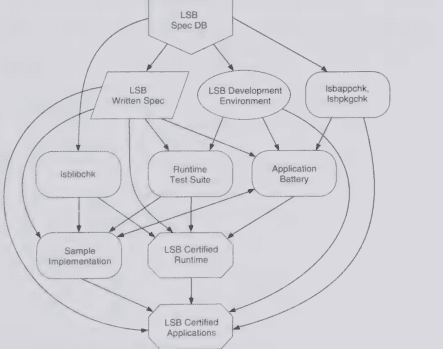 LSB
Spec DB
LSB
Written Spec
LSB Development
Environment
lsbappchk,
lshpkgchk
lsblibchk
Runtime
Test Suite
Application
Battery
Sample
Implementation
LSB Certified
Runtime
LSB Certified
Applications